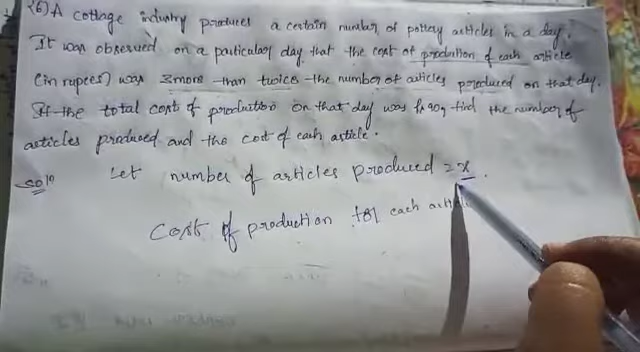 (6) A cottage industry produces a certain number of pottery articles in a day.
It was observed on a particular day that the cost of production of each article
(in rupees) was 3 more than twice the number of articles produced on that day.
If the total cost of production on that day was Rs 90, find the number of
articles produced and the cost of each article.
Soln Let number of articles produced = x.
Cost of production for each article